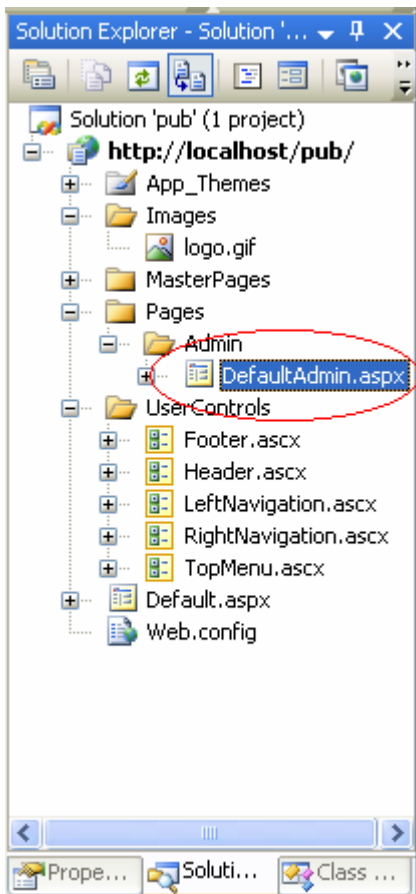 Solution Explorer - Solution '...
Solution 'pub' (1 project)
http://localhost/pub/
App_Themes
Images
logo.gif
MasterPages
Pages
Admin
DefaultAdmin.aspx
UserControls
Footer.ascx
Header.ascx
LeftNavigation.ascx
RightNavigation.ascx
TopMenu.ascx
Default.aspx
Web.config
Prope... Soluti... Class ...